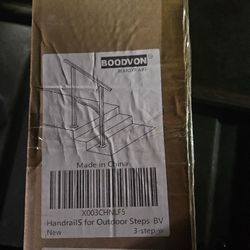 BOODVON
Made in China
X003CHNLF5
HandrailS for Outdoor Steps-BV
New
3-step